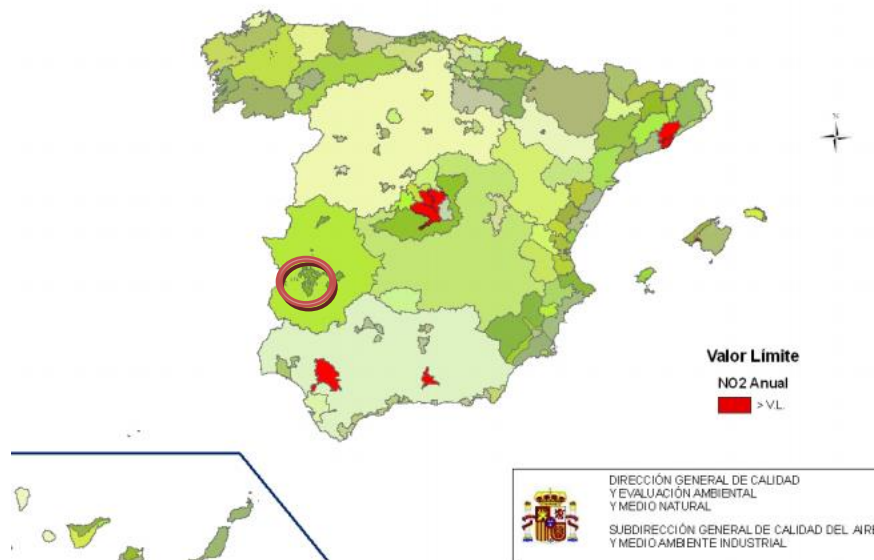 N
Valor Límite
NO2 Anual
> V.L.
DIRECCIÓN GENERAL DE CALIDAD
Y EVALUACIÓN AMBIENTAL
Y MEDIO NATURAL
SUBDIRECCIÓN GENERAL DE CALIDAD DEL AIRE
Y MEDIO AMBIENTE INDUSTRIAL